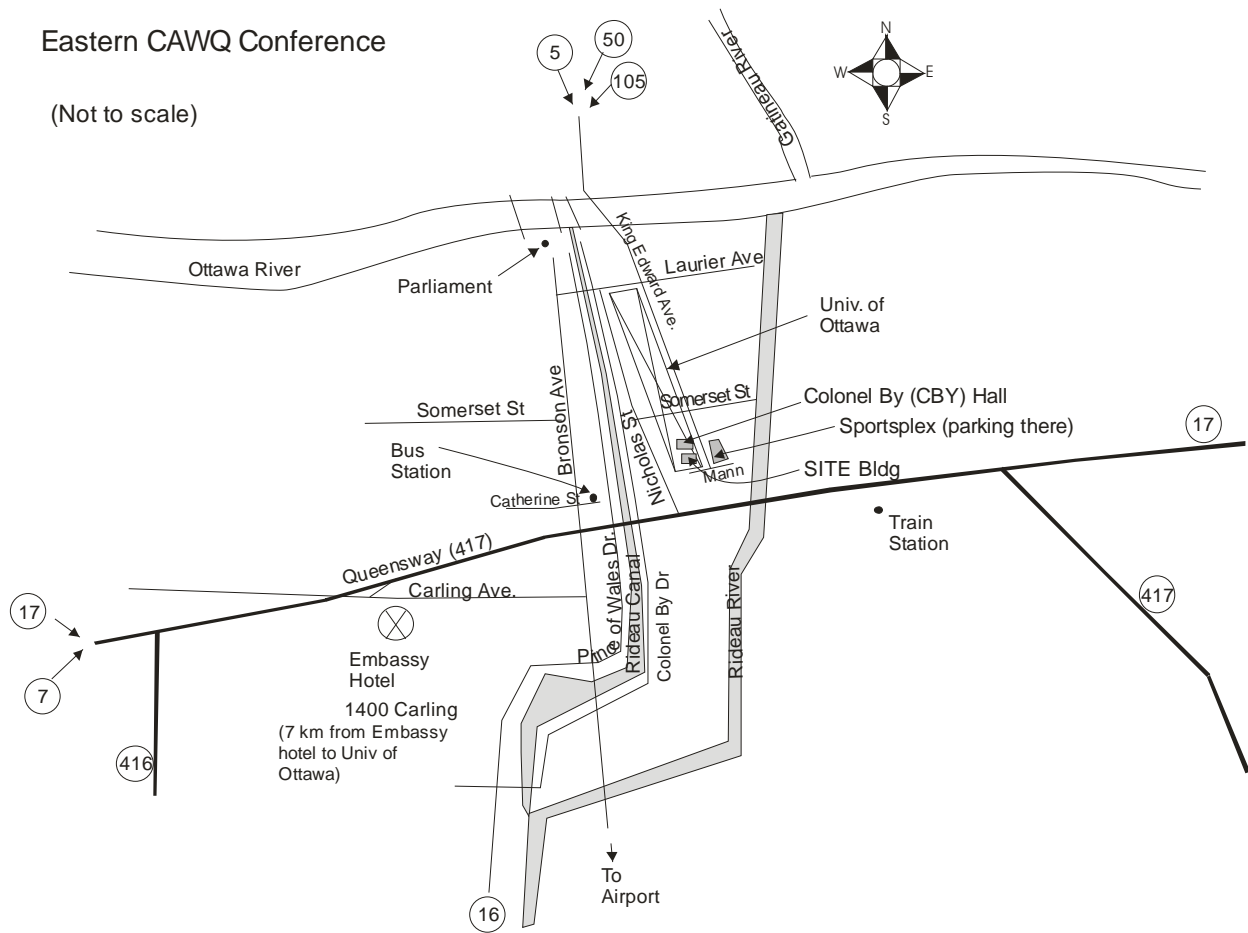 Eastern CAWQ Conference
(Not to scale)
5
50
105
Gatineau River
N
W
E
S
King Edward Ave.
Laurier Ave
Ottawa River
Parliament
Univ. of
Ottawa
Bronson Ave
Somerset St
Somerset St
Colonel By (CBY) Hall
Sportsplex (parking there)
17
Nicholas St
Bus
Station
SITE Bldg
Mann
Catherine St
Train
Station
Queensway (417)
Carling Ave.
Prince of Wales Dr.
Rideau Canal
Colonel By Dr
Rideau River
417
17
7
Embassy
Hotel
1400 Carling
(7 km from Embassy
hotel to Univ of
Ottawa)
416
To
Airport
16